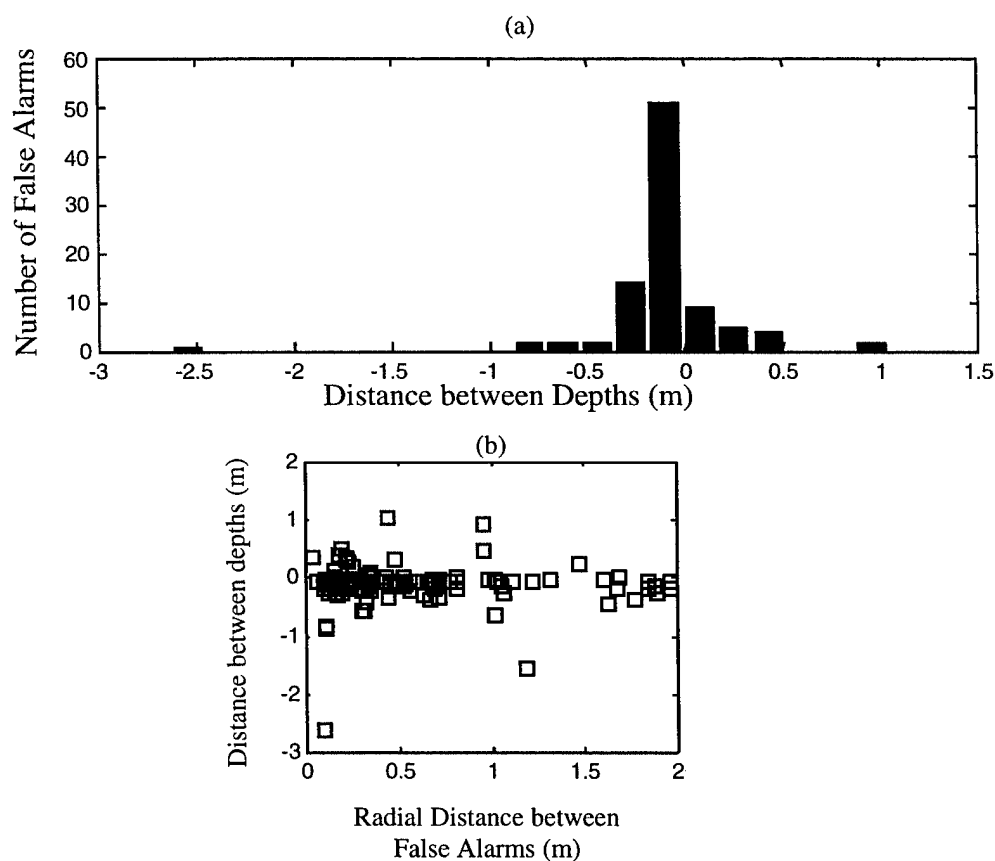 (a)
Number of False Alarms
60
50
40
30
20
10
0
-3 -2.5 -2 -1.5 -1 -0.5 0 0.5 1 1.5
Distance between Depths (m)
(b)
Distance between depths (m)
2
1
0
-1
-2
-3
0 0.5 1 1.5 2
Radial Distance between
False Alarms (m)